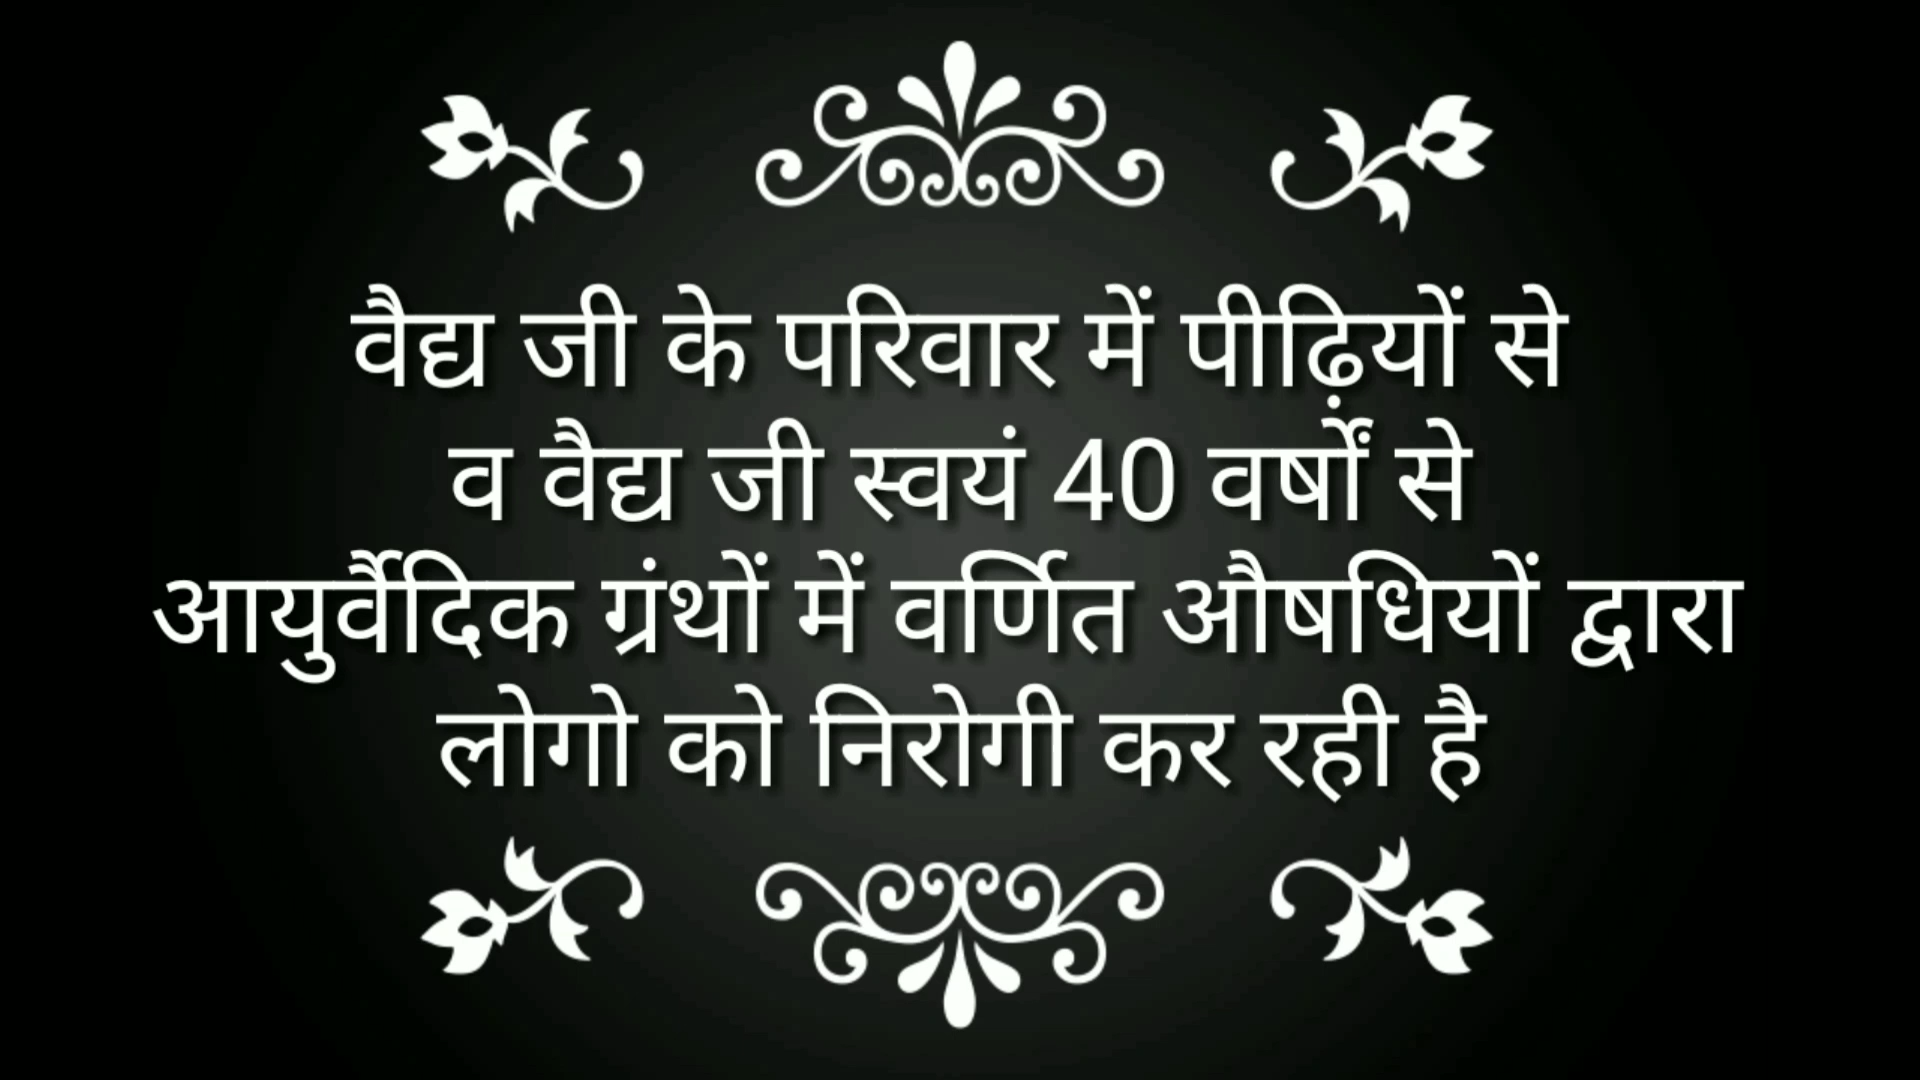 वैद्य जी के परिवार में पीढ़ियों से
व वैद्य जी स्वयं 40 वर्षों से
आयुर्वैदिक ग्रंथों में वर्णित औषधियों द्वारा
लोगो को निरोगी कर रही है